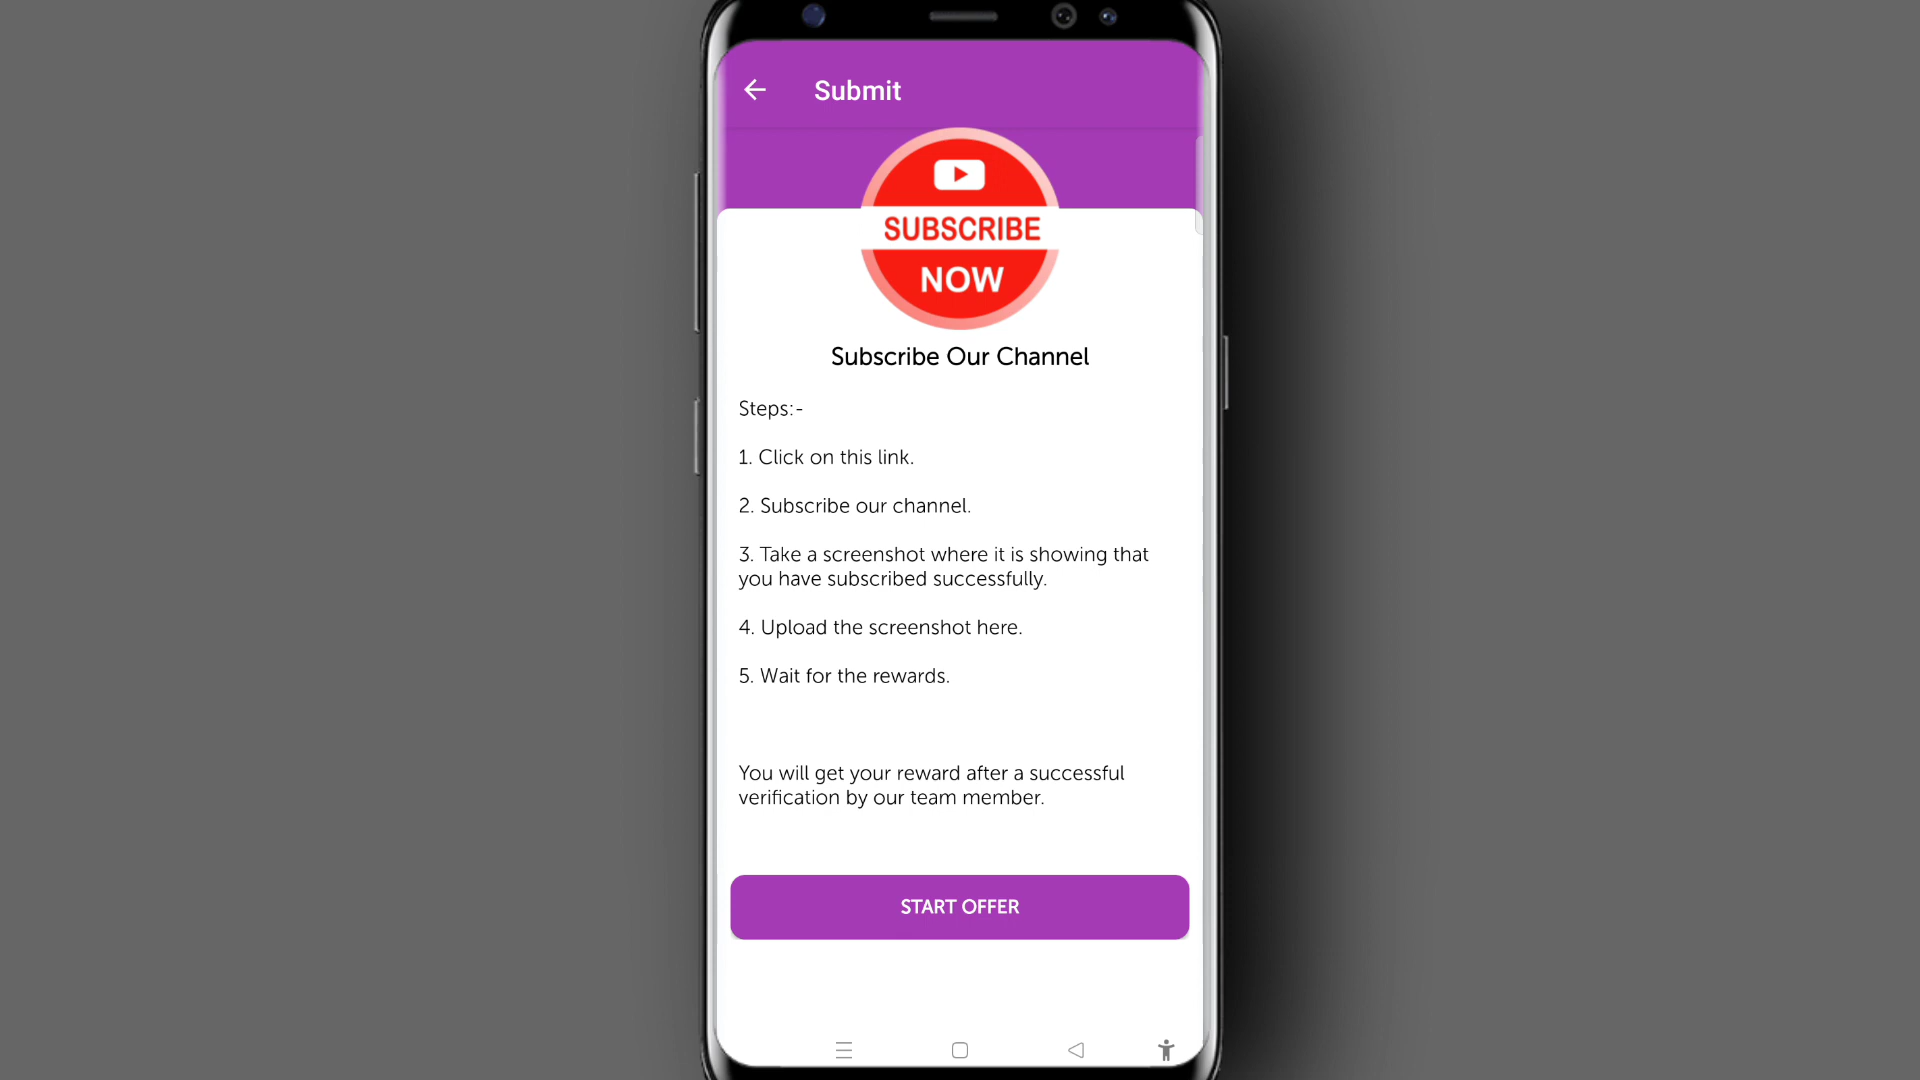 Submit
SUBSCRIBE
NOW
Subscribe Our Channel
Steps:-
1. Click on this link.
2. Subscribe our channel.
3. Take a screenshot where it is showing that
you have subscribed successfully.
4. Upload the screenshot here.
5. Wait for the rewards.
You will get your reward after a successful
verification by our team member.
START OFFER